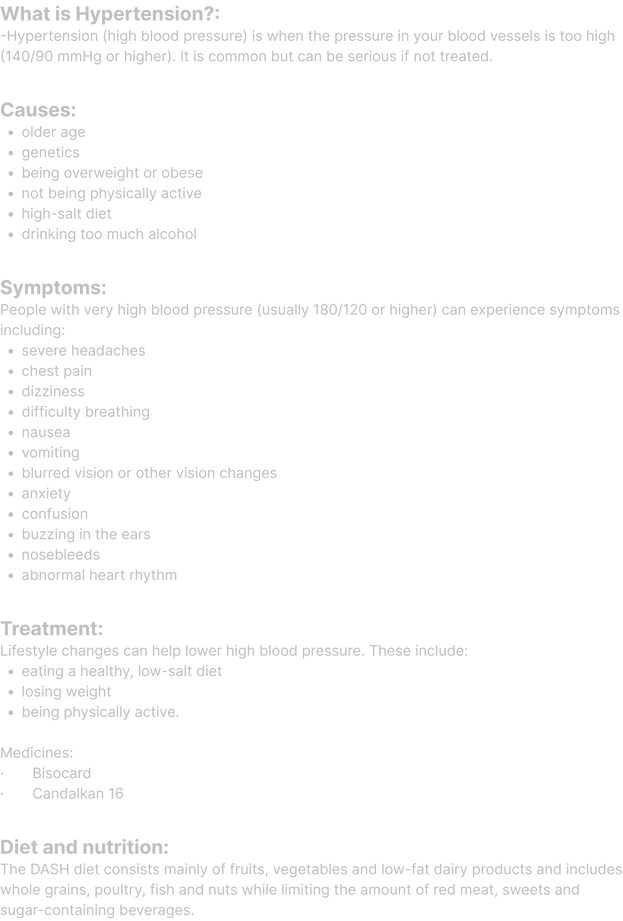 What is Hypertension?:
-Hypertension (high blood pressure) is when the pressure in your blood vessels is too high
(140/90 mmHg or higher). It is common but can be serious if not treated.
Causes:
• older age
• genetics
• being overweight or obese
• not being physically active
• high-salt diet
• drinking too much alcohol
Symptoms:
People with very high blood pressure (usually 180/120 or higher) can experience symptoms
including:
• severe headaches
• chest pain
• dizziness
• difficulty breathing
• nausea
• vomiting
• blurred vision or other vision changes
• anxiety
• confusion
• buzzing in the ears
• nosebleeds
• abnormal heart rhythm
Treatment:
Lifestyle changes can help lower high blood pressure. These include:
• eating a healthy, low-salt diet
• losing weight
• being physically active.
Medicines:
· Bisocard
· Candalkan 16
Diet and nutrition:
The DASH diet consists mainly of fruits, vegetables and low-fat dairy products and includes
whole grains, poultry, fish and nuts while limiting the amount of red meat, sweets and
sugar-containing beverages.